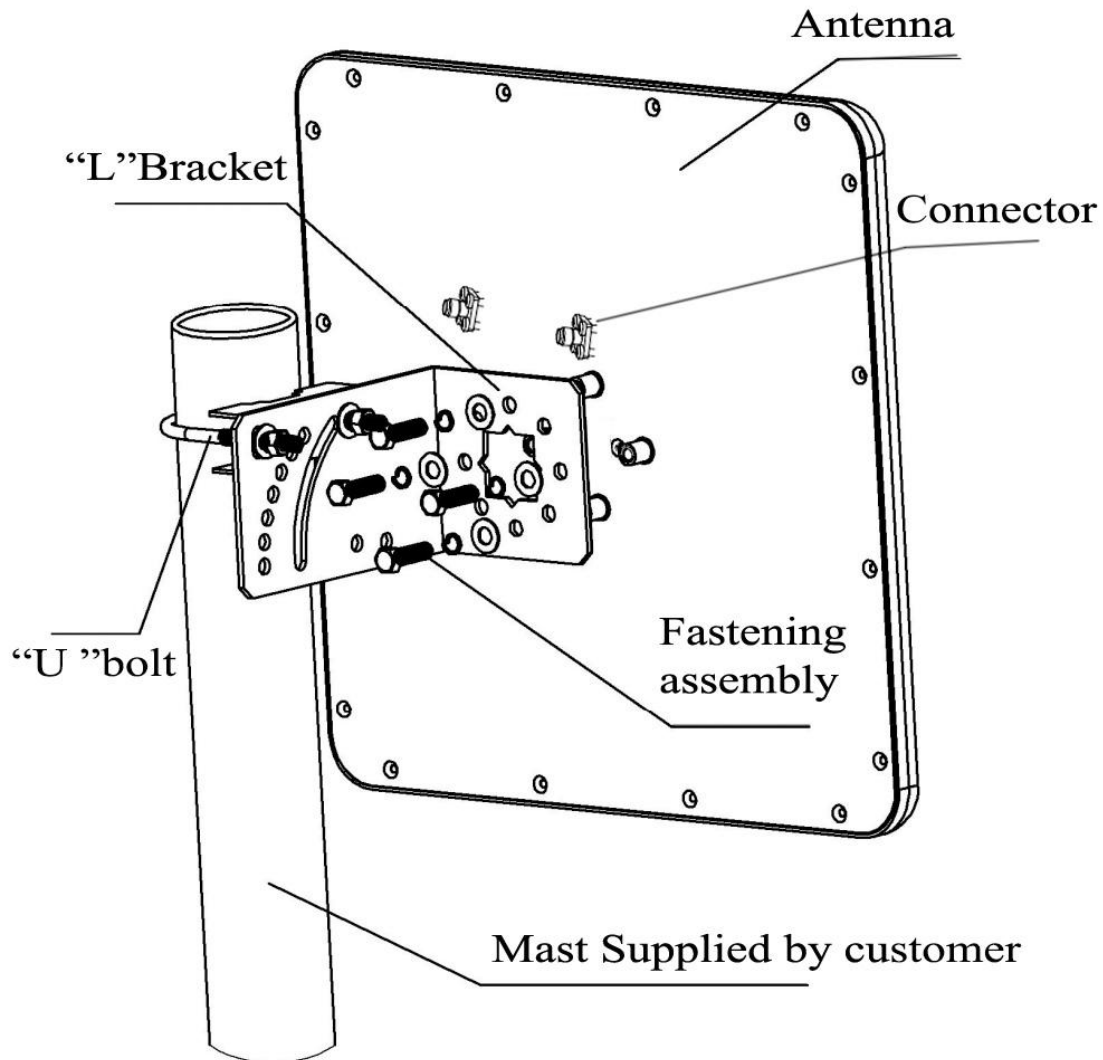 Antenna
“L”Bracket
Connector
Fastening
assembly
“U ”bolt
Mast Supplied by customer